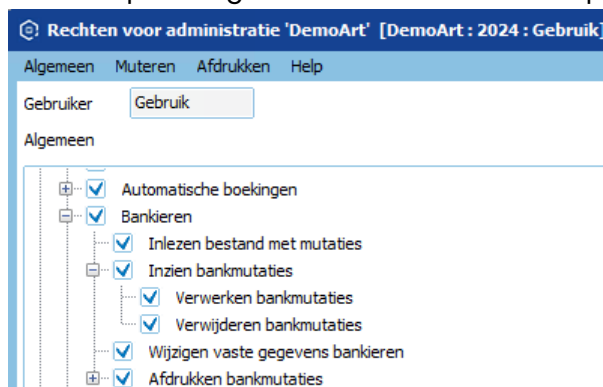 Rechten voor administratie 'DemoArt' [DemoArt : 2024 : Gebruik]
Algemeen Muteren Afdrukken Help
Gebruiker Gebruik
Algemeen
Automatische boekingen
Bankieren
Inlezen bestand met mutaties
Inzien bankmutaties
Verwerken bankmutaties
Verwijderen bankmutaties
Wijzigen vaste gegevens bankieren
Afdrukken bankmutaties